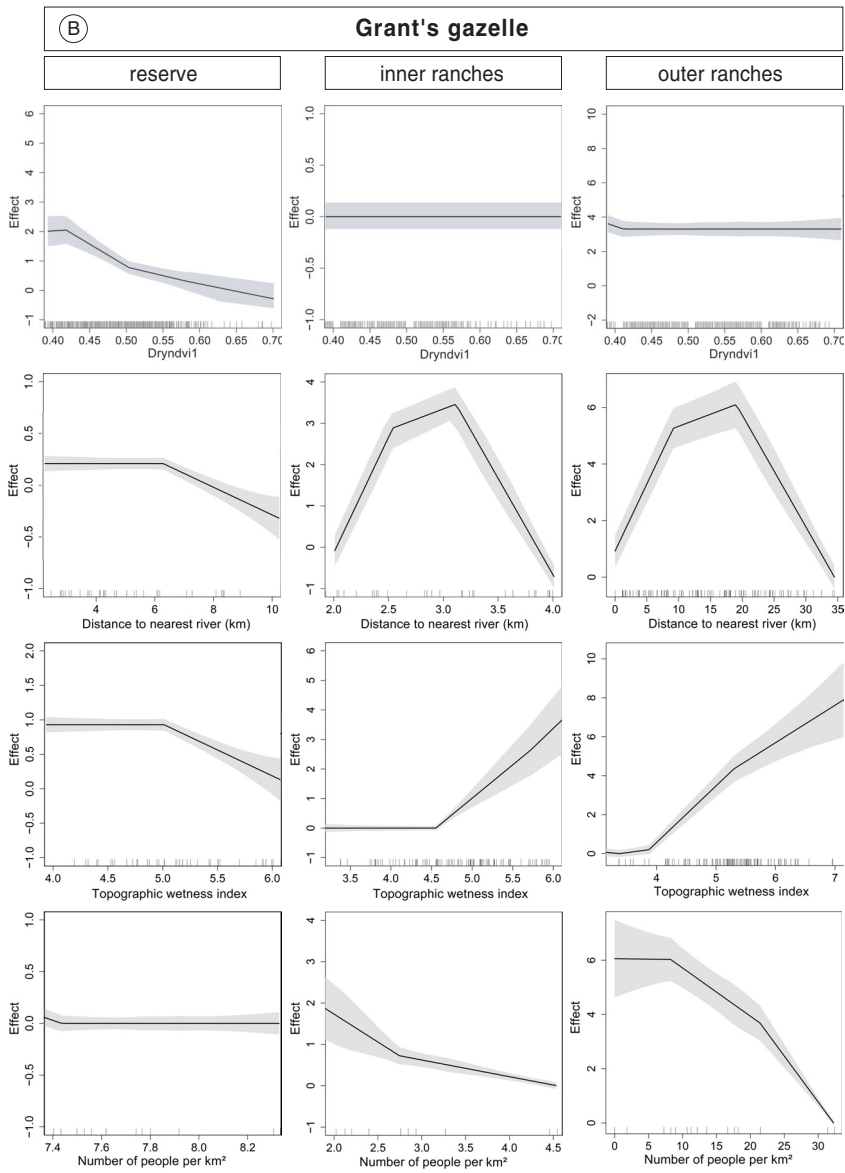 B Grant's gazelle
reserve inner ranches outer ranches
Effect
−1 0 1 2 3 4 5 6
0.40 0.45 0.50 0.55 0.60 0.65 0.70
Dryndvi1
Effect
−1.0 −0.5 0.0 0.5 1.0
0.40 0.45 0.50 0.55 0.60 0.65 0.70
Dryndvi1
Effect
−2 0 2 4 6 8 10
0.40 0.45 0.50 0.55 0.60 0.65 0.70
Dryndvi1
Effect
−1.0 −0.5 0.0 0.5 1.0
4 6 8 10
Distance to nearest river (km)
Effect
−1 0 1 2 3 4
2.0 2.5 3.0 3.5 4.0
Distance to nearest river (km)
Effect
0 2 4 6
0 5 10 15 20 25 30 35
Distance to nearest river (km)
Effect
−1.0 −0.5 0.0 0.5 1.0 1.5 2.0
4.0 4.5 5.0 5.5 6.0
Topographic wetness index
Effect
−1 0 1 2 3 4 5 6
3.5 4.0 4.5 5.0 5.5 6.0
Topographic wetness index
Effect
0 2 4 6 8 10
4 5 6 7
Topographic wetness index
Effect
−1.0 −0.5 0.0 0.5 1.0
7.4 7.6 7.8 8.0 8.2
Number of people per km²
Effect
−1 0 1 2 3 4
2.0 2.5 3.0 3.5 4.0 4.5
Number of people per km²
Effect
0 2 4 6
0 5 10 15 20 30
Number of people per km²